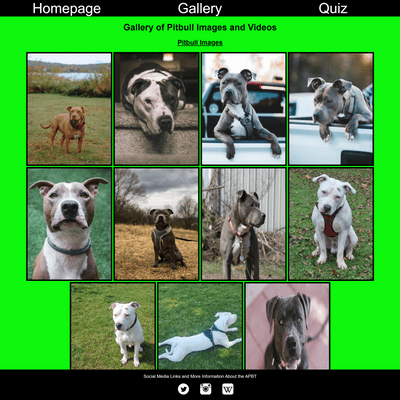 Homepage Gallery Quiz
Gallery of Pitbull Images and Videos
Pitbull Images
Social Media Links and More Information About the APBT
W